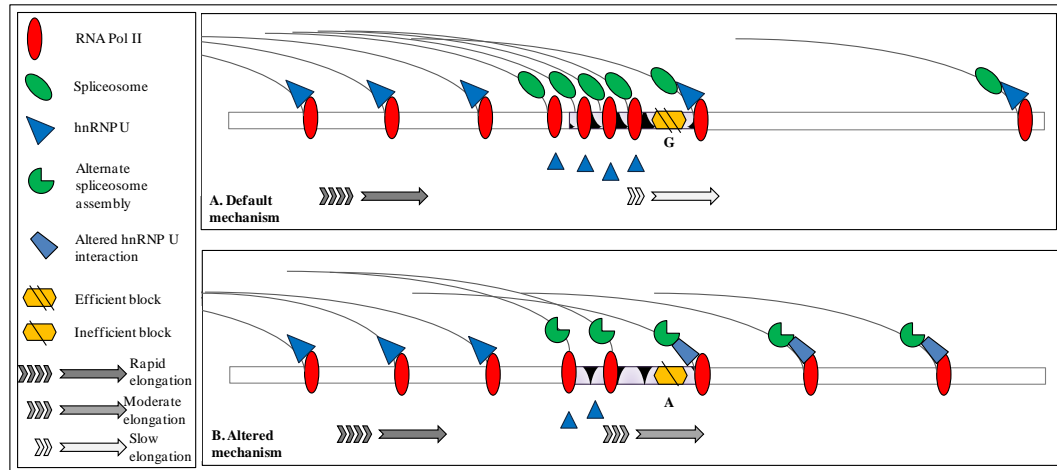 RNA Pol II
Spliceosome
hnRNP U
Alternate
spliceosome
assembly
Altered hnRNP U
interaction
Efficient block
Inefficient block
Rapid
elongation
Moderate
elongation
Slow
elongation
G
A. Default
mechanism
A
B. Altered
mechanism